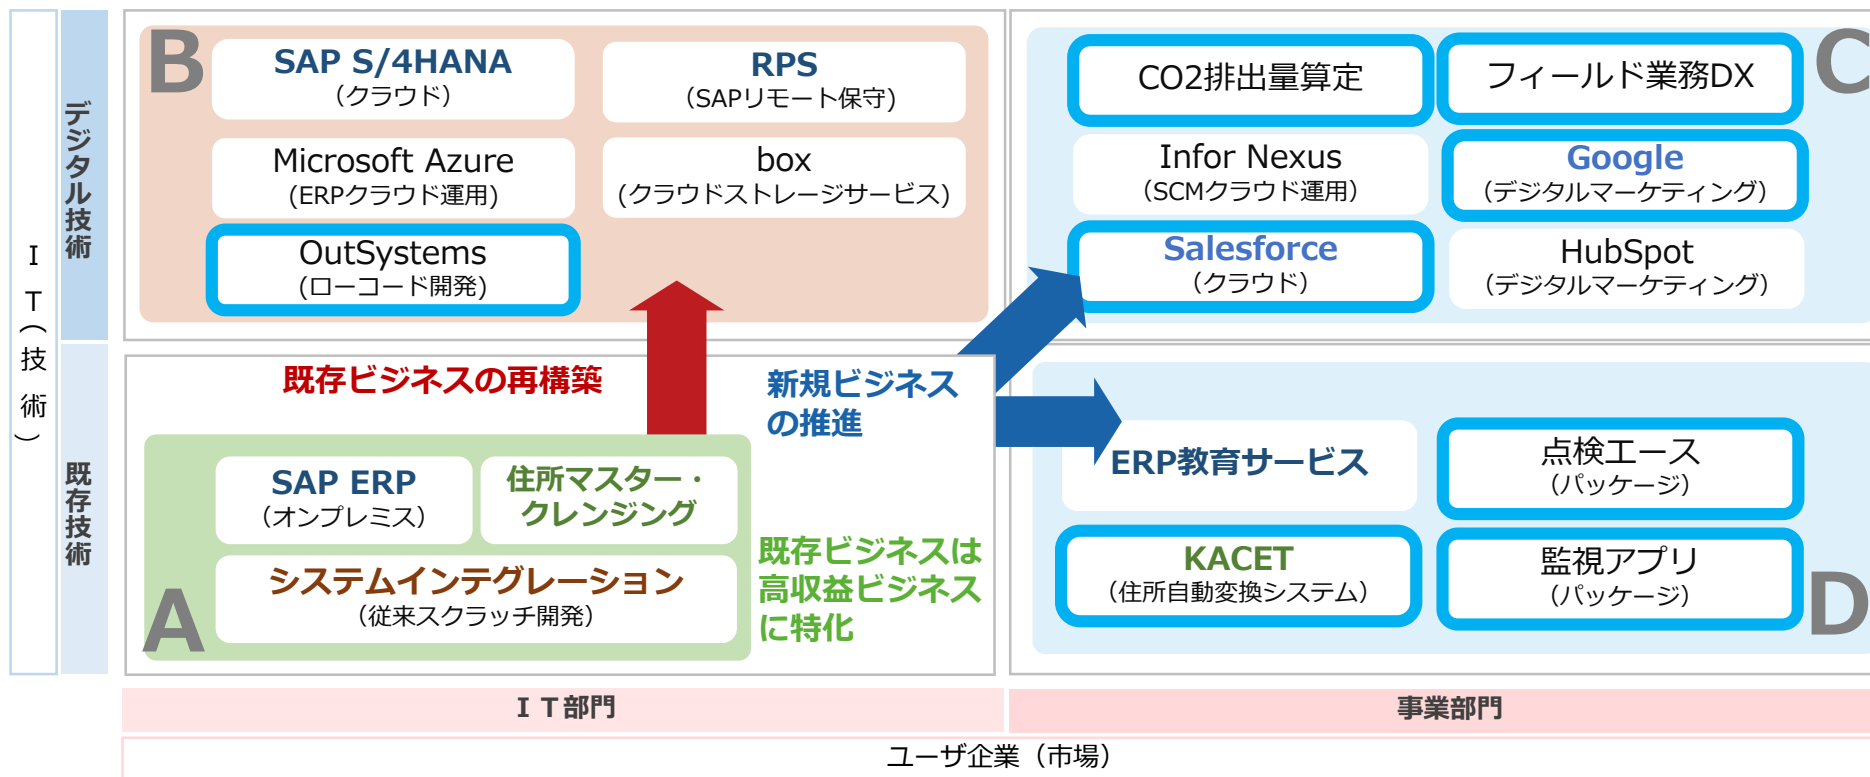 IT(技術)
デジタル技術
既存技術
B
SAP S/4HANA
(クラウド)
RPS
(SAPリモート保守)
Microsoft Azure
(ERPクラウド運用)
box
(クラウドストレージサービス)
OutSystems
(ローコード開発)
C
CO2排出量算定
フィールド業務DX
Infor Nexus
(SCMクラウド運用)
Google
(デジタルマーケティング)
Salesforce
(クラウド)
HubSpot
(デジタルマーケティング)
既存ビジネスの再構築
新規ビジネス
の推進
A
SAP ERP
(オンプレミス)
住所マスター・
クレンジング
システムインテグレーション
(従来スクラッチ開発)
既存ビジネスは
高収益ビジネス
に特化
D
ERP教育サービス
点検エース
(パッケージ)
KACET
(住所自動変換システム)
監視アプリ
(パッケージ)
IT部門
事業部門
ユーザ企業(市場)